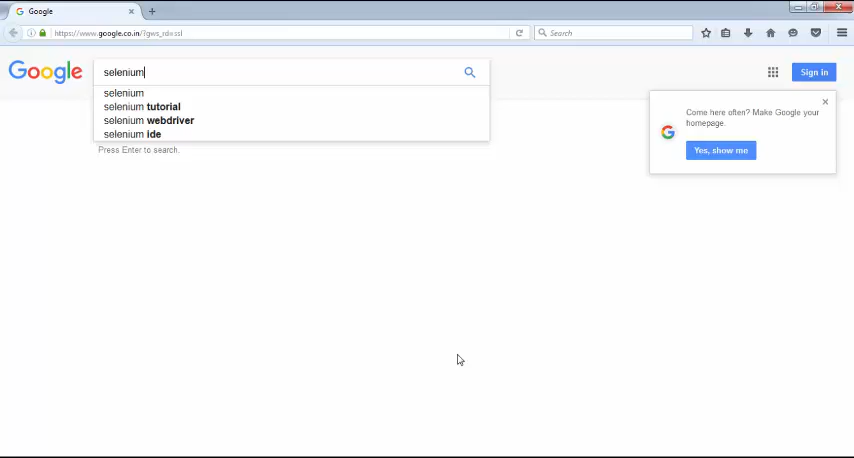 Google
https://www.google.co.in/?gws_rd=ssl
Search
Google
selenium
Sign in
selenium
selenium tutorial
selenium webdriver
selenium ide
Press Enter to search.
Come here often? Make Google your
homepage.
Yes, show me